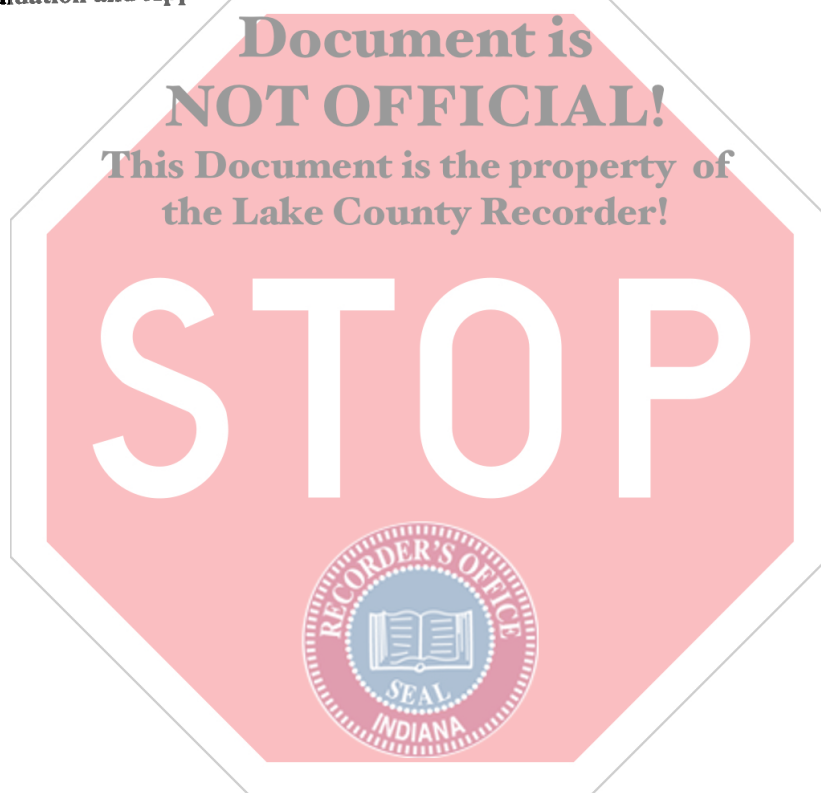 and
Document is
NOT OFFICIAL!
This Document is the property of
the Lake County Recorder!
STOP
RECORDER'S OFFICE
SEAL
INDIANA